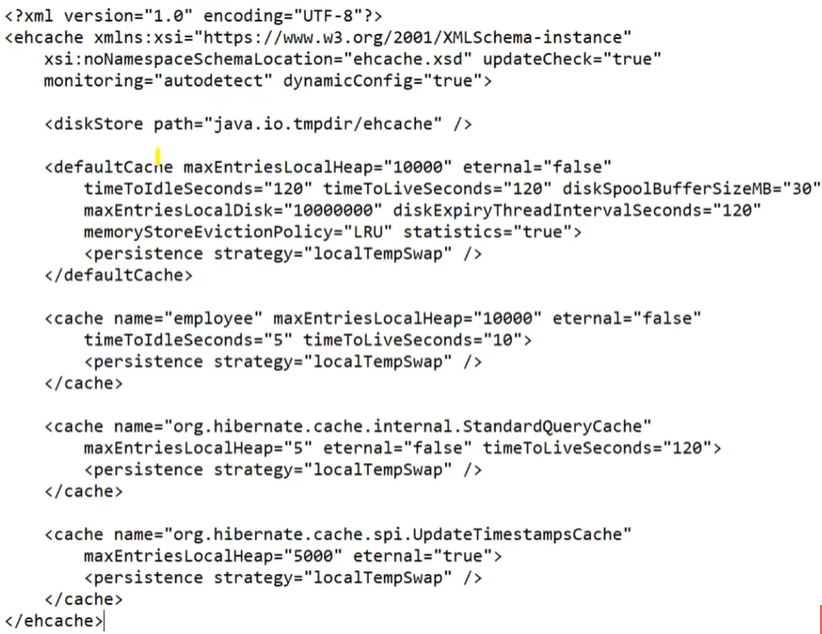 <?xml version="1.0" encoding="UTF-8"?>
<ehcache xmlns:xsi="https://www.w3.org/2001/XMLSchema-instance"
xsi:noNamespaceSchemaLocation="ehcache.xsd" updateCheck="true"
monitoring="autodetect" dynamicConfig="true">
<diskStore path="java.io.tmpdir/ehcache" />
<defaultCache maxEntriesLocalHeap="10000" eternal="false"
timeToIdleSeconds="120" timeToLiveSeconds="120" diskSpoolBufferSizeMB="30"
maxEntriesLocalDisk="10000000" diskExpiryThreadIntervalSeconds="120"
memoryStoreEvictionPolicy="LRU" statistics="true">
<persistence strategy="localTempSwap" />
</defaultCache>
<cache name="employee" maxEntriesLocalHeap="10000" eternal="false"
timeToIdleSeconds="5" timeToLiveSeconds="10">
<persistence strategy="localTempSwap" />
</cache>
<cache name="org.hibernate.cache.internal.StandardQueryCache"
maxEntriesLocalHeap="5" eternal="false" timeToLiveSeconds="120">
<persistence strategy="localTempSwap" />
</cache>
<cache name="org.hibernate.cache.spi.UpdateTimestampsCache"
maxEntriesLocalHeap="5000" eternal="true">
<persistence strategy="localTempSwap" />
</cache>
</ehcache>